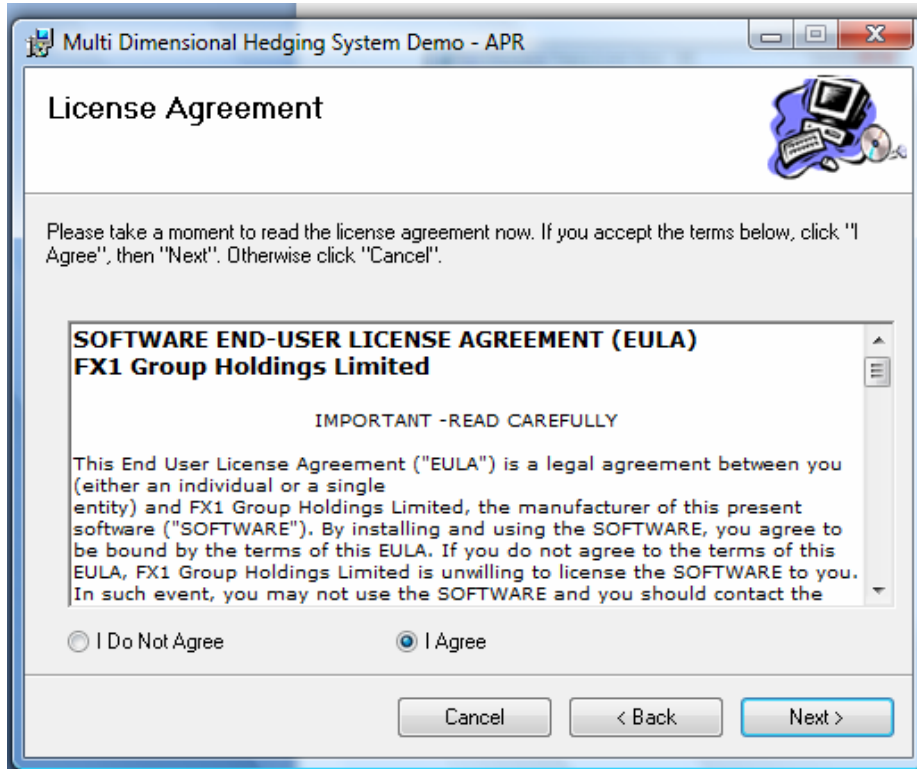 Multi Dimensional Hedging System Demo - APR
License Agreement
Please take a moment to read the license agreement now. If you accept the terms below, click "I
Agree", then "Next". Otherwise click "Cancel".
SOFTWARE END-USER LICENSE AGREEMENT (EULA)
FX1 Group Holdings Limited
IMPORTANT -READ CAREFULLY
This End User License Agreement ("EULA") is a legal agreement between you
(either an individual or a single
entity) and FX1 Group Holdings Limited, the manufacturer of this present
software ("SOFTWARE"). By installing and using the SOFTWARE, you agree to
be bound by the terms of this EULA. If you do not agree to the terms of this
EULA, FX1 Group Holdings Limited is unwilling to license the SOFTWARE to you.
In such event, you may not use the SOFTWARE and you should contact the
I Do Not Agree
I Agree
Cancel
< Back
Next >